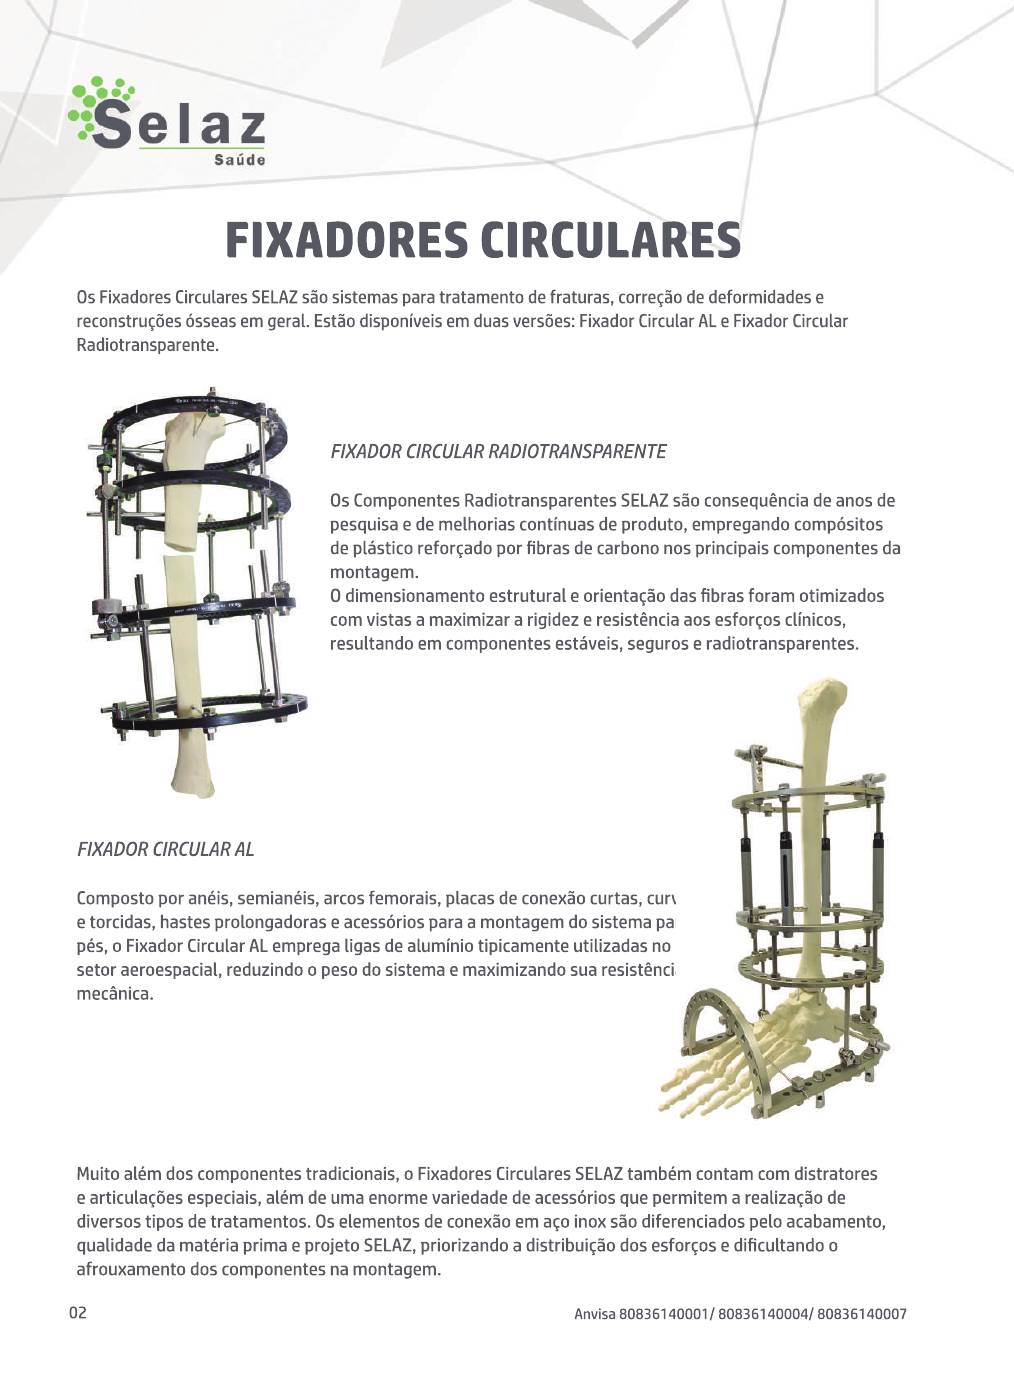 Selaz
Saúde
FIXADORES CIRCULARES
Os Fixadores Circulares SELAZ são sistemas para tratamento de fraturas, correção de deformidades e
reconstruções ósseas em geral. Estão disponíveis em duas versões: Fixador Circular AL e Fixador Circular
Radiotransparente.
FIXADOR CIRCULAR RADIOTRANSPARENTE
Os Componentes Radiotransparentes SELAZ são consequência de anos de
pesquisa e de melhorias contínuas de produto, empregando compósitos
de plástico reforçado por fibras de carbono nos principais componentes da
montagem.
O dimensionamento estrutural e orientação das fibras foram otimizados
com vistas a maximizar a rigidez e resistência aos esforços clínicos,
resultando em componentes estáveis, seguros e radiotransparentes.
FIXADOR CIRCULAR AL
Composto por anéis, semianéis, arcos femorais, placas de conexão curtas, curv
e torcidas, hastes prolongadoras e acessórios para a montagem do sistema pa
pés, o Fixador Circular AL emprega ligas de alumínio tipicamente utilizadas no
setor aeroespacial, reduzindo o peso do sistema e maximizando sua resistênci
mecânica.
Muito além dos componentes tradicionais, o Fixadores Circulares SELAZ também contam com distratores
e articulações especiais, além de uma enorme variedade de acessórios que permitem a realização de
diversos tipos de tratamentos. Os elementos de conexão em aço inox são diferenciados pelo acabamento,
qualidade da matéria prima e projeto SELAZ, priorizando a distribuição dos esforços e dificultando o
afrouxamento dos componentes na montagem.
02
Anvisa 80836140001/ 80836140004/ 80836140007